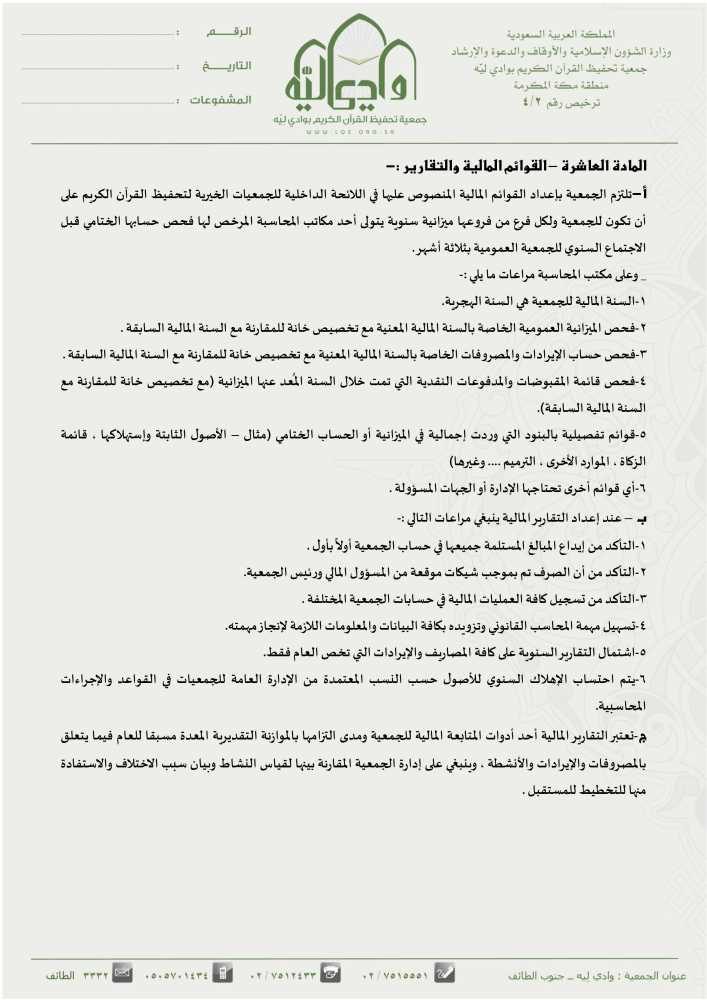 المملكة العربية السعودية
وزارة الشؤون الإسلامية والأوقاف والدعوة والإرشاد
جمعية تحفيظ القرآن الكريم بوادي ليّه
منطقة مكة المكرمة
ترخيص رقم ٤/٢
وادي ليّه
جمعية تحفيظ القرآن الكريم بوادي ليّه
WWW.LQE.ORG.SA
الرقـــــم :
التاريـــخ :
المشفوعات :
المادة العاشرة –القوائم المالية والتقارير :–
أ–تلتزم الجمعية بإعداد القوائم المالية المنصوص عليها في اللائحة الداخلية للجمعيات الخيرية لتحفيظ القرآن الكريم على
أن تكون للجمعية ولكل فرع من فروعها ميزانية سنوية يتولى أحد مكاتب المحاسبة المرخص لها فحص حسابها الختامي قبل
الاجتماع السنوي للجمعية العمومية بثلاثة أشهر .
_ وعلى مكتب المحاسبة مراعات ما يلي :-
١-السنة المالية للجمعية هي السنة الهجرية.
٢-فحص الميزانية العمومية الخاصة بالسنة المالية المعنية مع تخصيص خانة للمقارنة مع السنة المالية السابقة .
٣-فحص حساب الإيرادات والمصروفات الخاصة بالسنة المالية المعنية مع تخصيص خانة للمقارنة مع السنة المالية السابقة .
٤-فحص قائمة المقبوضات والمدفوعات النقدية التي تمت خلال السنة المُعد عنها الميزانية (مع تخصيص خانة للمقارنة مع
السنة المالية السابقة).
٥-قوائم تفصيلية بالبنود التي وردت إجمالية في الميزانية أو الحساب الختامي (مثال – الأصول الثابتة وإستهلاكها ، قائمة
الزكاة ، الموارد الأخرى ، الترميم .... وغيرها)
٦-أي قوائم أخرى تحتاجها الإدارة أو الجهات المسؤولة .
بـ – عند إعداد التقارير المالية ينبغي مراعات التالي :-
١-التأكد من إيداع المبالغ المستلمة جميعها في حساب الجمعية أولاً بأول .
٢-التأكد من أن الصرف تم بموجب شيكات موقعة من المسؤول المالي ورئيس الجمعية.
٣-التأكد من تسجيل كافة العمليات المالية في حسابات الجمعية المختلفة .
٤-تسهيل مهمة المحاسب القانوني وتزويده بكافة البيانات والمعلومات اللازمة لإنجاز مهمته.
٥-اشتمال التقارير السنوية على كافة المصاريف والإيرادات التي تخص العام فقط.
٦-يتم احتساب الإهلاك السنوي للأصول حسب النسب المعتمدة من الإدارة العامة للجمعيات في القواعد والإجراءات
المحاسبية.
ج-تعتبر التقارير المالية أحد أدوات المتابعة المالية للجمعية ومدى التزامها بالموازنة التقديرية المعدة مسبقا للعام فيما يتعلق
بالمصروفات والإيرادات والأنشطة ، وينبغي على إدارة الجمعية المقارنة بينها لقياس النشاط وبيان سبب الاختلاف والاستفادة
منها للتخطيط للمستقبل .
عنوان الجمعية : وادي ليه – جنوب الطائف ٠٢ / ٧٥١٥٥٥١ ٠٢ / ٧٥١٢٤٣٣ ٠٥٠٥٧٠١٤٣٤ ٣٣٣٢ الطائف